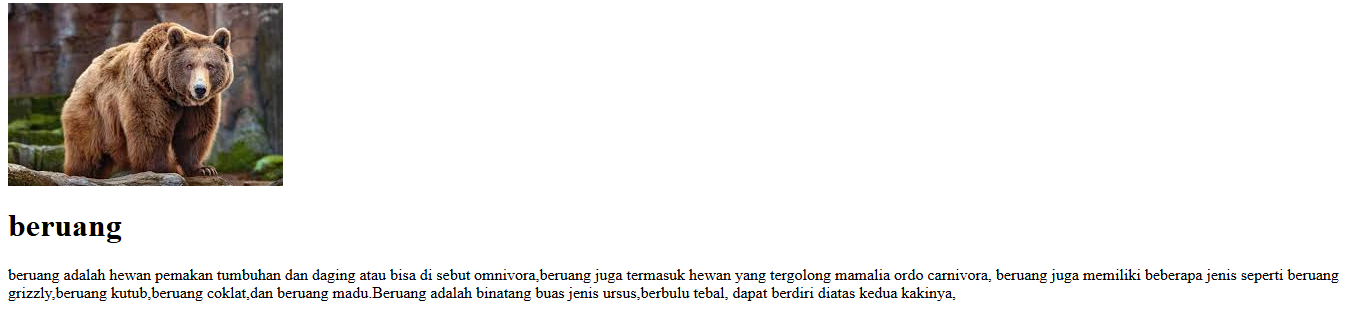 beruang
beruang adalah hewan pemakan tumbuhan dan daging atau bisa di sebut omnivora,beruang juga termasuk hewan yang tergolong mamalia ordo carnivora, beruang juga memiliki beberapa jenis seperti beruang
grizzly,beruang kutub,beruang coklat,dan beruang madu.Beruang adalah binatang buas jenis ursus,berbulu tebal, dapat berdiri diatas kedua kakinya,